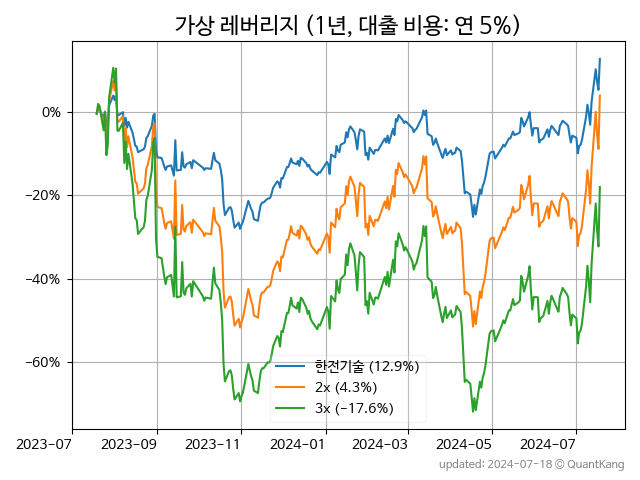 가상 레버리지 (1년, 대출 비용: 연 5%)
0%
−20%
−40%
−60%
한전기술 (12.9%)
2x (4.3%)
3x (−17.6%)
2023-07 2023-09 2023-11 2024-01 2024-03 2024-05 2024-07
updated: 2024-07-18 © QuantKang